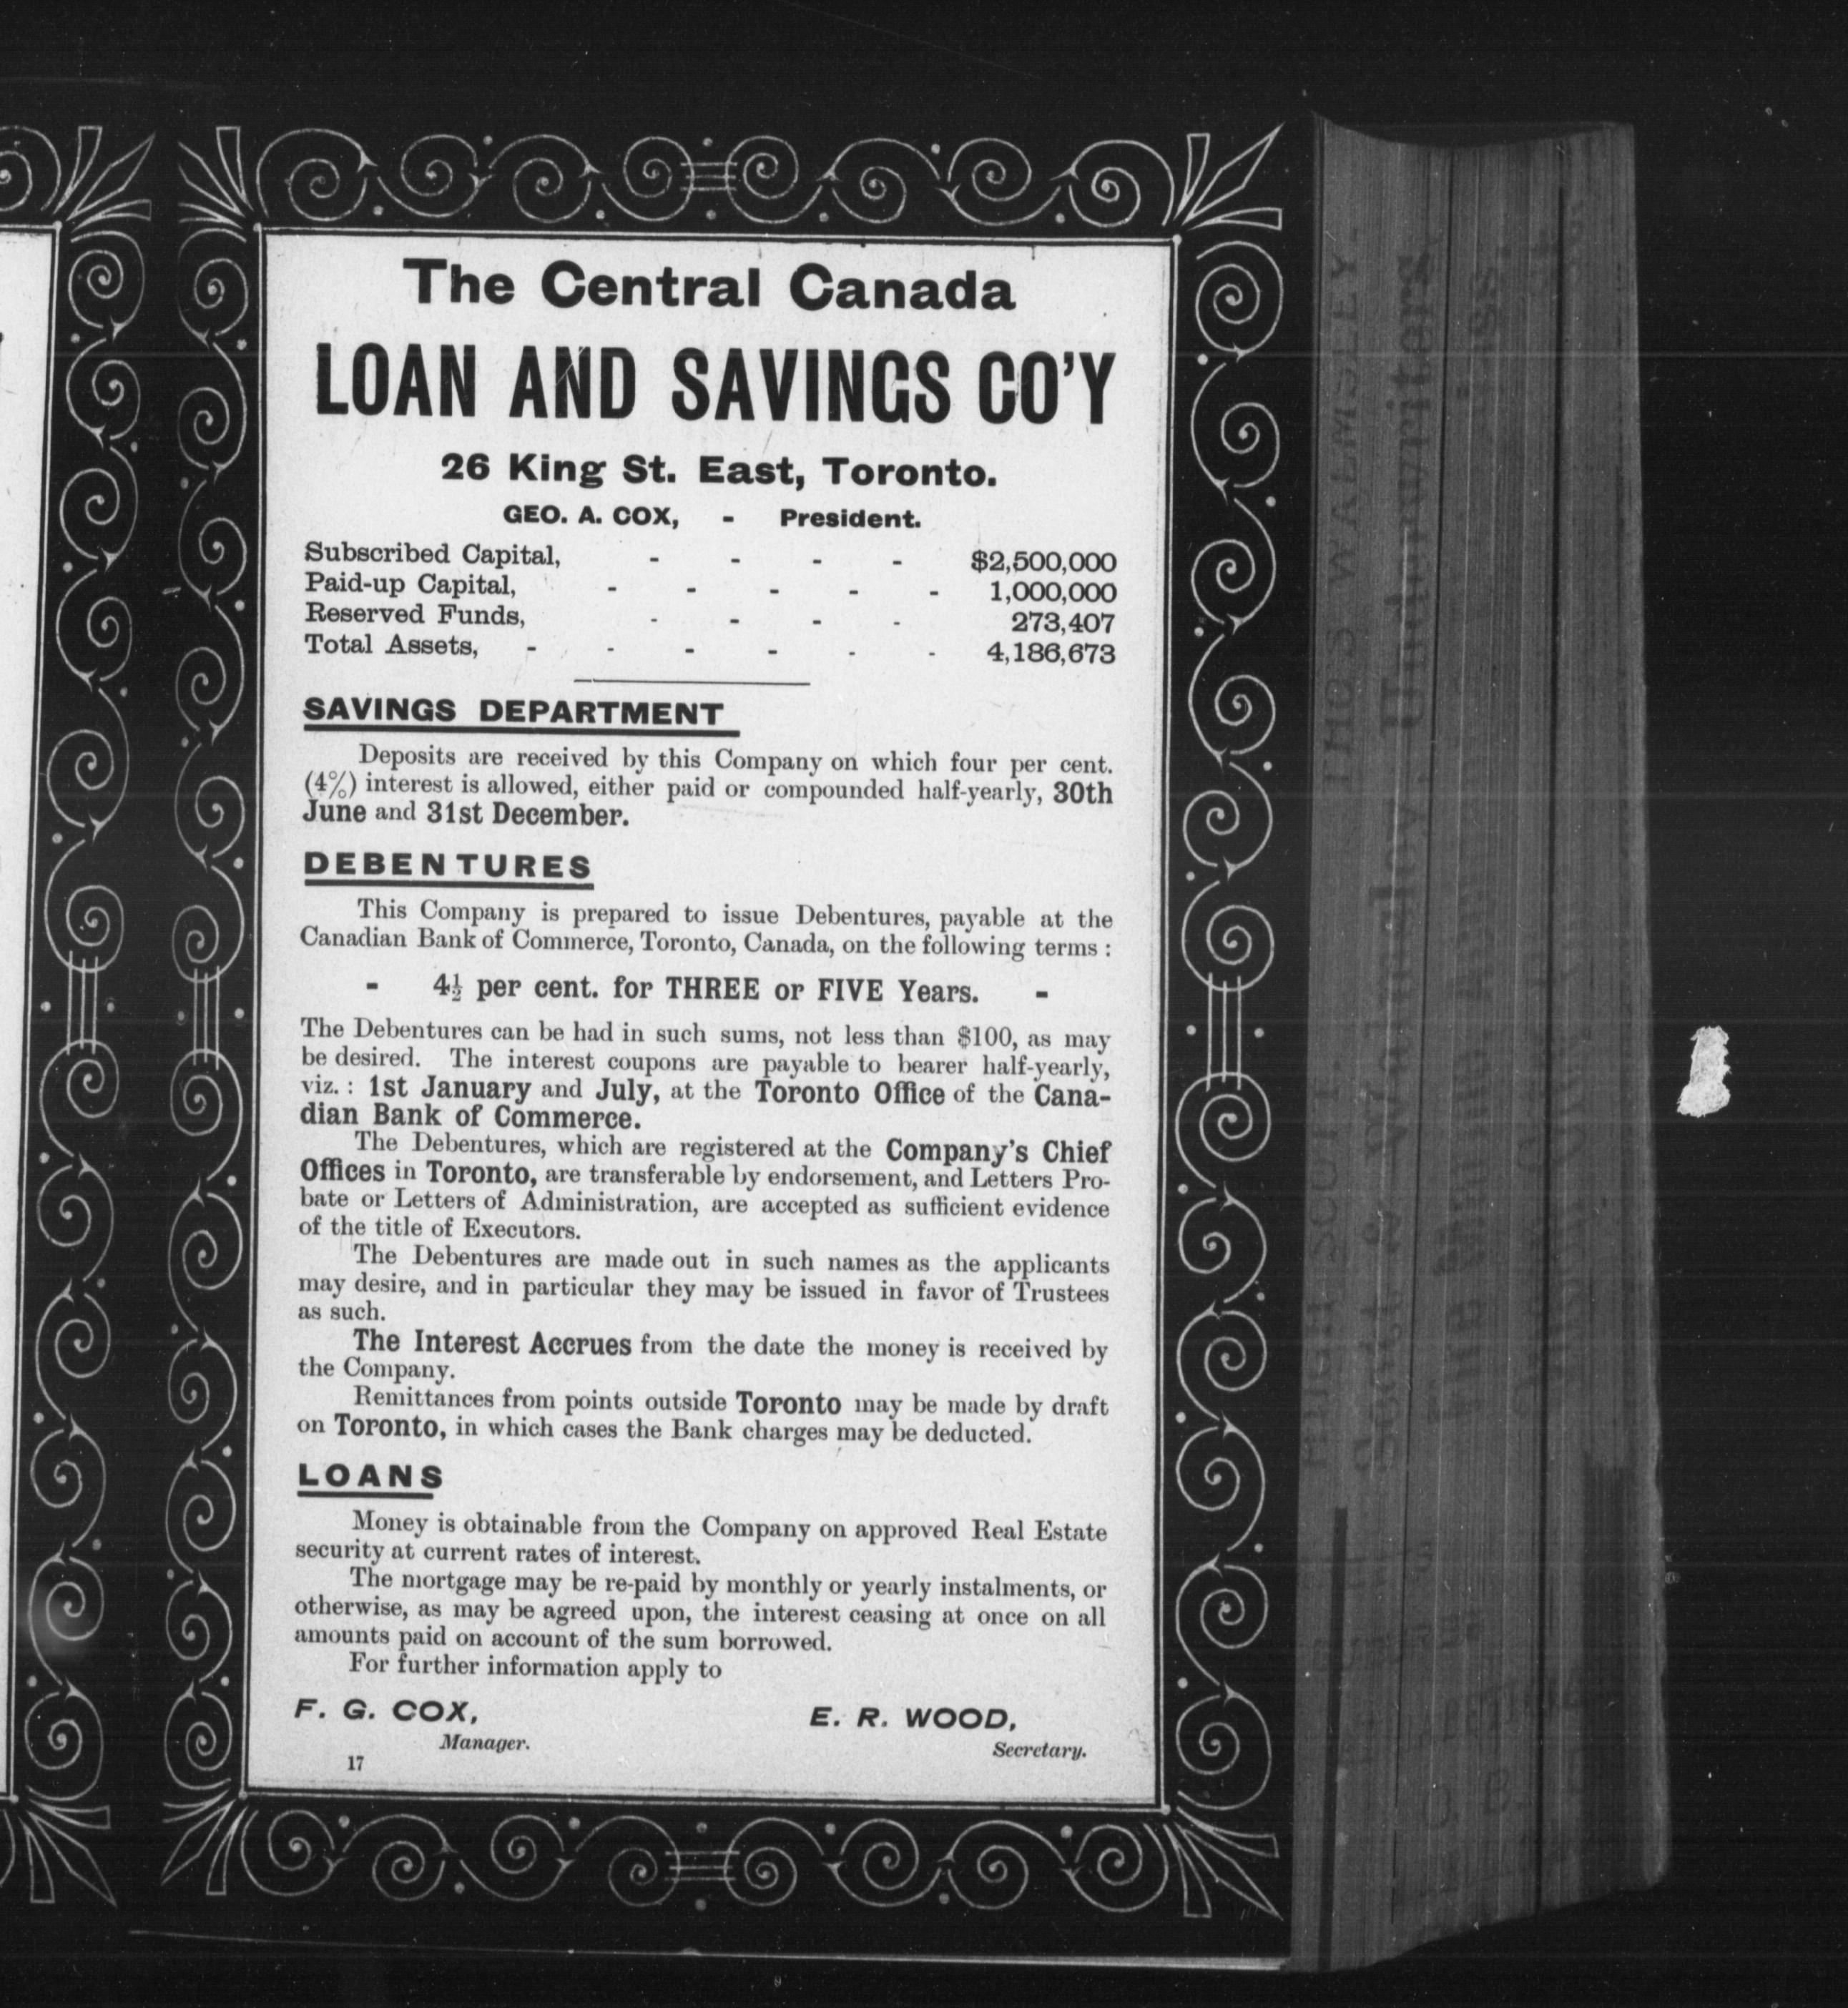 The Central Canada
LOAN AND SAVINGS CO'Y
26 King St. East, Toronto.
GEO. A. COX, - President.
Subscribed Capital, - - - - $2,500,000
Paid-up Capital, - - - - - 1,000,000
Reserved Funds, - - - - 273,407
Total Assets, - - - - - - 4,186,673
SAVINGS DEPARTMENT
Deposits are received by this Company on which four per cent.
(4%) interest is allowed, either paid or compounded half-yearly, 30th
June and 31st December.
DEBENTURES
This Company is prepared to issue Debentures, payable at the
Canadian Bank of Commerce, Toronto, Canada, on the following terms :
- 4½ per cent. for THREE or FIVE Years. -
The Debentures can be had in such sums, not less than $100, as may
be desired. The interest coupons are payable to bearer half-yearly,
viz. : 1st January and July, at the Toronto Office of the Cana-
dian Bank of Commerce.
The Debentures, which are registered at the Company's Chief
Offices in Toronto, are transferable by endorsement, and Letters Pro-
bate or Letters of Administration, are accepted as sufficient evidence
of the title of Executors.
The Debentures are made out in such names as the applicants
may desire, and in particular they may be issued in favor of Trustees
as such.
The Interest Accrues from the date the money is received by
the Company.
Remittances from points outside Toronto may be made by draft
on Toronto, in which cases the Bank charges may be deducted.
LOANS
Money is obtainable from the Company on approved Real Estate
security at current rates of interest.
The mortgage may be re-paid by monthly or yearly instalments, or
otherwise, as may be agreed upon, the interest ceasing at once on all
amounts paid on account of the sum borrowed.
For further information apply to
F. G. COX,
Manager.
E. R. WOOD,
Secretary.
17